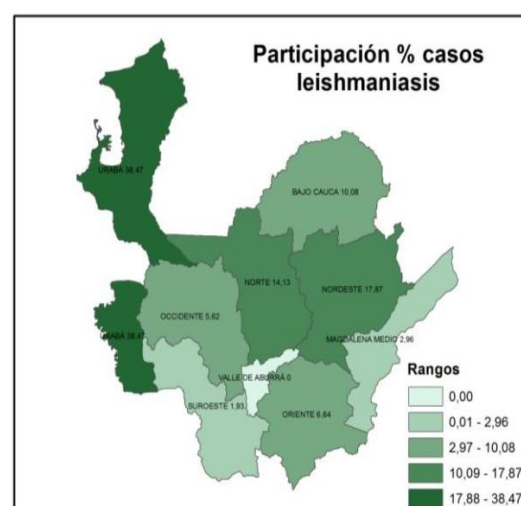 Participación % casos
leishmaniasis
URABÁ 38,47
BAJO CAUCA 10,08
NORTE 14,13
NORDESTE 17,87
OCCIDENTE 5,62
URABÁ 38,47
MAGDALENA MEDIO 2,96
VALLE DE ABURRÁ 0
SUROESTE 1,93
ORIENTE 6,64
Rangos
0,00
0,01 - 2,96
2,97 - 10,08
10,09 - 17,87
17,88 - 38,47